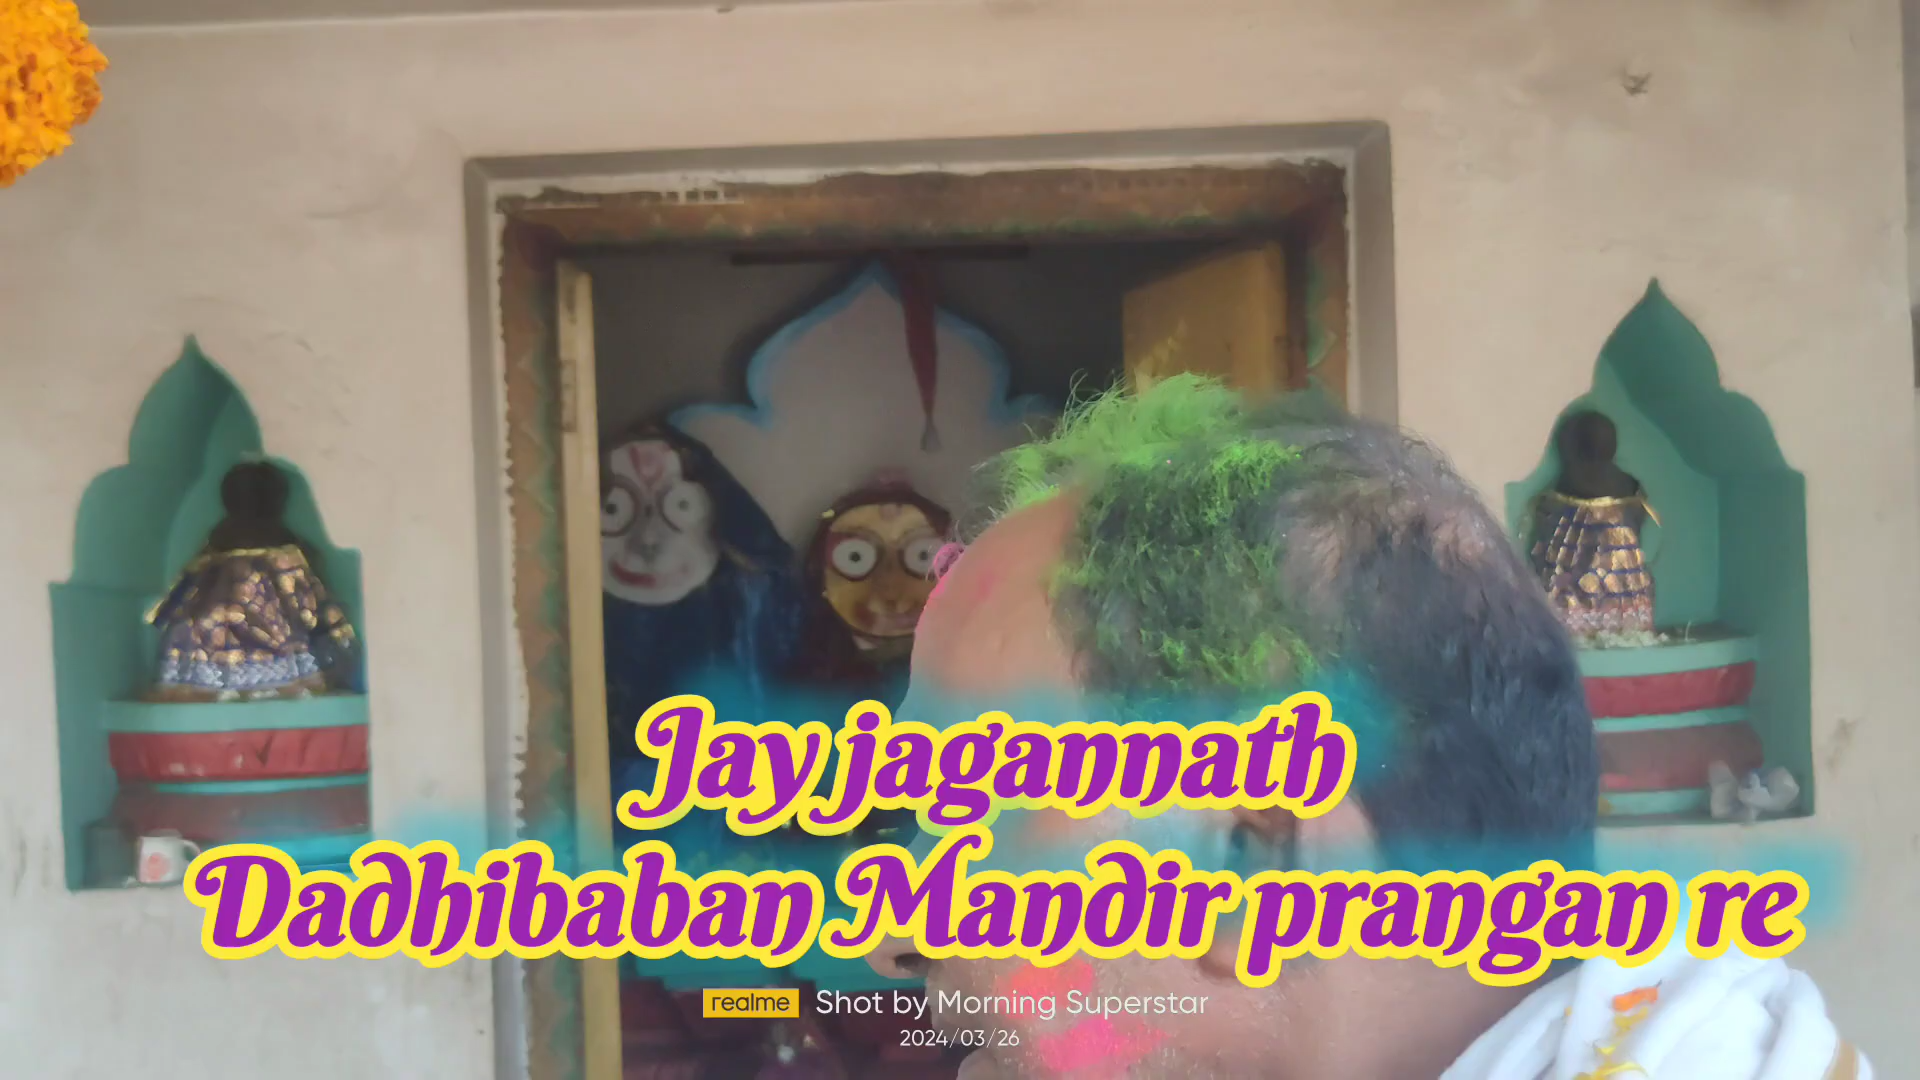 Jay jagannath
Dadhibaban Mandir prangan re
realme Shot by Morning Superstar
2024/03/26